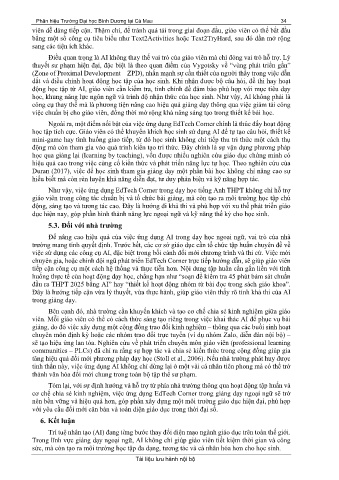 Phân hiệu Trường Đại học Bình Dương tại Cà Mau 34
viên dễ dàng tiếp cận. Thậm chí, để tránh quá tải trong giai đoạn đầu, giáo viên có thể bắt đầu
bằng một số công cụ tiêu biểu như Text2Activities hoặc Text2TryHard, sau đó dần mở rộng
sang các tiện ích khác.
Điều quan trọng là AI không thay thế vai trò của giáo viên mà chỉ đóng vai trò hỗ trợ. Lý
thuyết sư phạm hiện đại, đặc biệt là theo quan điểm của Vygotsky về “vùng phát triển gần”
(Zone of Proximal Development – ZPD), nhấn mạnh sự cần thiết của người thầy trong việc dẫn
dắt và điều chỉnh hoạt động học tập của học sinh. Khi nhận được bộ câu hỏi, đề thi hay hoạt
động học tập từ AI, giáo viên cần kiểm tra, tinh chỉnh để đảm bảo phù hợp với mục tiêu dạy
học, khung năng lực ngôn ngữ và trình độ nhận thức của học sinh. Như vậy, AI không phải là
công cụ thay thế mà là phương tiện nâng cao hiệu quả giảng dạy thông qua việc giảm tải công
việc chuẩn bị cho giáo viên, đồng thời mở rộng khả năng sáng tạo trong thiết kế bài học.
Ngoài ra, một điểm nổi bật của việc ứng dụng EdTech Corner chính là thúc đẩy hoạt động
học tập tích cực. Giáo viên có thể khuyến khích học sinh sử dụng AI để tự tạo câu hỏi, thiết kế
mini-game hay tình huống giao tiếp, từ đó học sinh không chỉ tiếp thu tri thức một cách thụ
động mà còn tham gia vào quá trình kiến tạo tri thức. Đây chính là sự vận dụng phương pháp
học qua giảng lại (learning by teaching), vốn được nhiều nghiên cứu giáo dục chứng minh có
hiệu quả cao trong việc củng cố kiến thức và phát triển năng lực tự học. Theo nghiên cứu của
Duran (2017), việc để học sinh tham gia giảng dạy một phần bài học không chỉ nâng cao sự
hiểu biết mà còn rèn luyện khả năng diễn đạt, tư duy phản biện và kỹ năng hợp tác.
Như vậy, việc ứng dụng EdTech Corner trong dạy học tiếng Anh THPT không chỉ hỗ trợ
giáo viên trong công tác chuẩn bị và tổ chức bài giảng, mà còn tạo ra môi trường học tập chủ
động, sáng tạo và tương tác cao. Đây là hướng đi khả thi và phù hợp với xu thế phát triển giáo
dục hiện nay, góp phần hình thành năng lực ngoại ngữ và kỹ năng thế kỷ cho học sinh.
5.3. Đối với nhà trường
Để nâng cao hiệu quả của việc ứng dụng AI trong dạy học ngoại ngữ, vai trò của nhà
trường mang tính quyết định. Trước hết, các cơ sở giáo dục cần tổ chức tập huấn chuyên đề về
việc sử dụng các công cụ AI, đặc biệt trong bối cảnh đổi mới chương trình và thi cử. Việc mời
chuyên gia, hoặc chính đội ngũ phát triển EdTech Corner trực tiếp hướng dẫn, sẽ giúp giáo viên
tiếp cận công cụ một cách hệ thống và thực tiễn hơn. Nội dung tập huấn cần gắn liền với tình
huống thực tế của hoạt động dạy học, chẳng hạn như “soạn đề kiểm tra 45 phút bám sát chuẩn
đầu ra THPT 2025 bằng AI” hay “thiết kế hoạt động nhóm từ bài đọc trong sách giáo khoa”.
Đây là hướng tiếp cận vừa lý thuyết, vừa thực hành, giúp giáo viên thấy rõ tính khả thi của AI
trong giảng dạy.
Bên cạnh đó, nhà trường cần khuyến khích và tạo cơ chế chia sẻ kinh nghiệm giữa giáo
viên. Mỗi giáo viên có thể có cách thức sáng tạo riêng trong việc khai thác AI để phục vụ bài
giảng, do đó việc xây dựng một cộng đồng trao đổi kinh nghiệm – thông qua các buổi sinh hoạt
chuyên môn định kỳ hoặc các nhóm trao đổi trực tuyến (ví dụ nhóm Zalo, diễn đàn nội bộ) –
sẽ tạo hiệu ứng lan tỏa. Nghiên cứu về phát triển chuyên môn giáo viên (professional learning
communities – PLCs) đã chỉ ra rằng sự hợp tác và chia sẻ kiến thức trong cộng đồng giúp gia
tăng hiệu quả đổi mới phương pháp dạy học (Stoll et al., 2006). Nếu nhà trường phát huy được
tinh thần này, việc ứng dụng AI không chỉ dừng lại ở một vài cá nhân tiên phong mà có thể trở
thành văn hóa đổi mới chung trong toàn bộ tập thể sư phạm.
Tóm lại, với sự định hướng và hỗ trợ từ phía nhà trường thông qua hoạt động tập huấn và
cơ chế chia sẻ kinh nghiệm, việc ứng dụng EdTech Corner trong giảng dạy ngoại ngữ sẽ trở
nên bền vững và hiệu quả hơn, góp phần xây dựng một môi trường giáo dục hiện đại, phù hợp
với yêu cầu đổi mới căn bản và toàn diện giáo dục trong thời đại số.
6. Kết luận
Trí tuệ nhân tạo (AI) đang từng bước thay đổi diện mạo ngành giáo dục trên toàn thế giới.
Trong lĩnh vực giảng dạy ngoại ngữ, AI không chỉ giúp giáo viên tiết kiệm thời gian và công
sức, mà còn tạo ra môi trường học tập đa dạng, tương tác và cá nhân hóa hơn cho học sinh.
Tài liệu lưu hành nội bộ